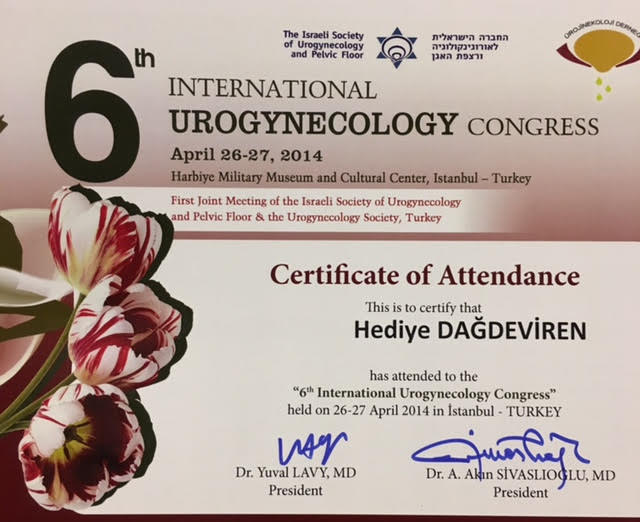 The Israeli Society
of Urogynecology
and Pelvic Floor
החברה הישראלית
לאורוגינקולוגיה
ורצפת האגן
ÜROJİNEKOLOJİ DERNEĞİ
6th
INTERNATIONAL
UROGYNECOLOGY CONGRESS
April 26-27, 2014
Harbiye Military Museum and Cultural Center, Istanbul – Turkey
First Joint Meeting of the Israeli Society of Urogynecology
and Pelvic Floor & the Urogynecology Society, Turkey
Certificate of Attendance
This is to certify that
Hediye DAĞDEVİREN
has attended to the
“6th International Urogynecology Congress”
held on 26-27 April 2014 in İstanbul - TURKEY
Dr. Yuval LAVY, MD
President
Dr. A. Akın SİVASLIOĞLU, MD
President